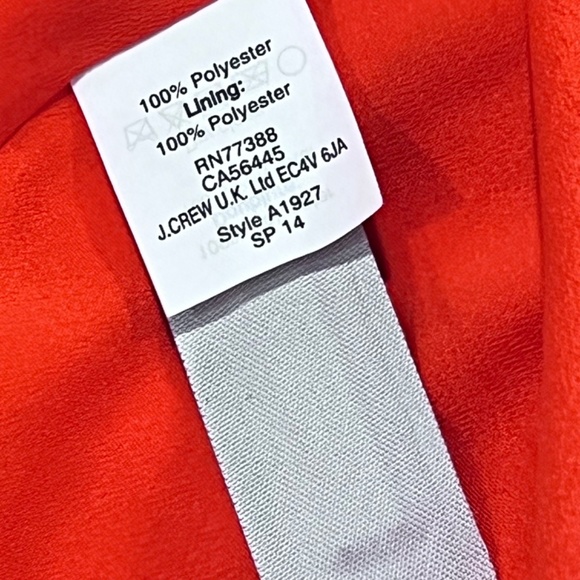 100% Polyester
Lining:
100% Polyester
RN77388
CA56445
J.CREW U.K. Ltd EC4V 6JA
Style A1927
SP 14